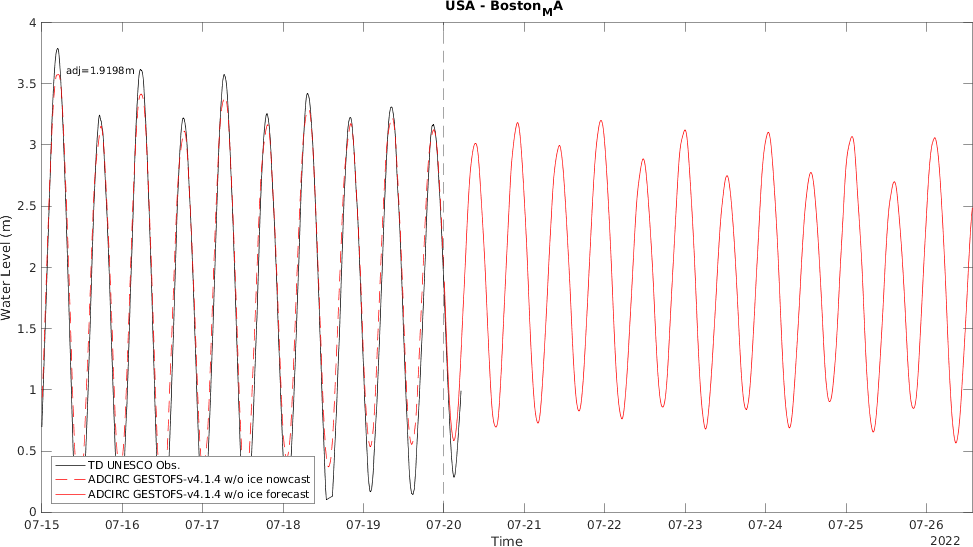 USA - Boston_MA
4
adj=1.9198m
3.5
3
2.5
Water Level (m)
2
1.5
1
0.5
TD UNESCO Obs.
ADCIRC GESTOFS-v4.1.4 w/o ice nowcast
ADCIRC GESTOFS-v4.1.4 w/o ice forecast
0
07-15 07-16 07-17 07-18 07-19 07-20 07-21 07-22 07-23 07-24 07-25 07-26
Time
2022